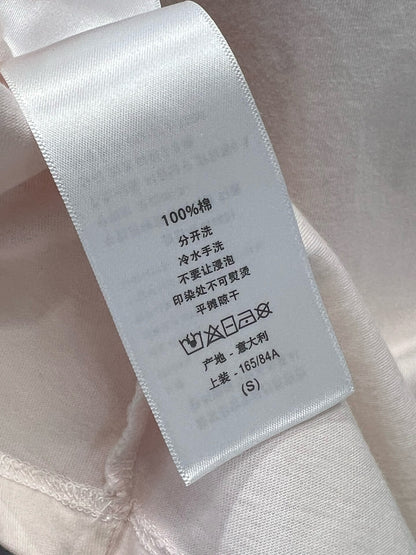 100%棉
分开洗
冷水手洗
不要让浸泡
印染处不可熨烫
平摊晾干
产地 - 意大利
上装 - 165/84A
(S)